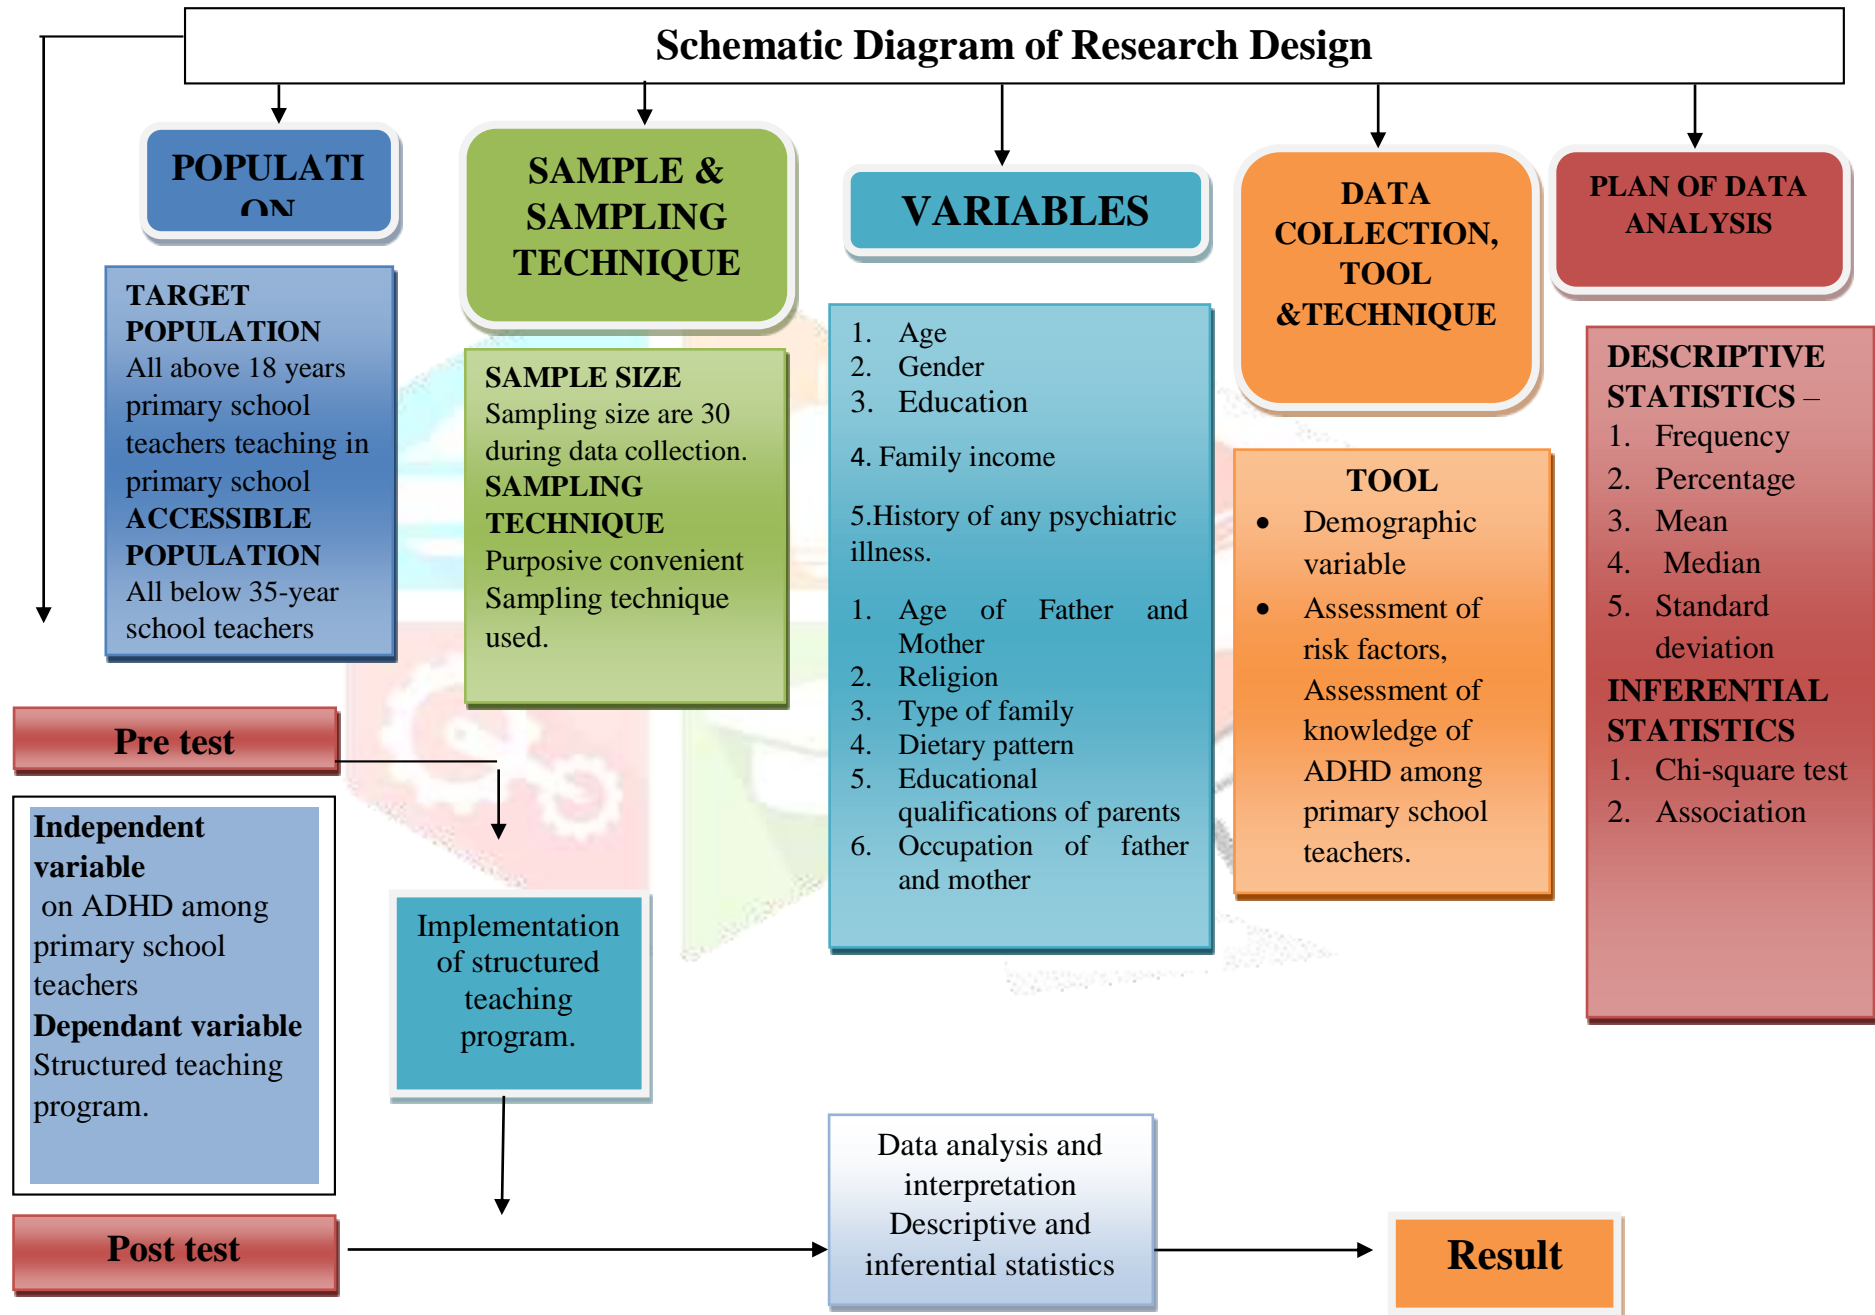 Schematic Diagram of Research Design
POPULATI
ON
TARGET
POPULATION
All above 18 years
primary school
teachers teaching in
primary school
ACCESSIBLE
POPULATION
All below 35-year
school teachers
SAMPLE &
SAMPLING
TECHNIQUE
SAMPLE SIZE
Sampling size are 30
during data collection.
SAMPLING
TECHNIQUE
Purposive convenient
Sampling technique
used.
VARIABLES
1. Age
2. Gender
3. Education
4. Family income
5.History of any psychiatric
illness.
1. Age of Father and
Mother
2. Religion
3. Type of family
4. Dietary pattern
5. Educational
qualifications of parents
6. Occupation of father
and mother
DATA
COLLECTION,
TOOL
&TECHNIQUE
TOOL
• Demographic
variable
• Assessment of
risk factors,
Assessment of
knowledge of
ADHD among
primary school
teachers.
PLAN OF DATA
ANALYSIS
DESCRIPTIVE
STATISTICS –
1. Frequency
2. Percentage
3. Mean
4. Median
5. Standard
deviation
INFERENTIAL
STATISTICS
1. Chi-square test
2. Association
Pre test
Independent
variable
on ADHD among
primary school
teachers
Dependant variable
Structured teaching
program.
Implementation
of structured
teaching
program.
Post test
Data analysis and
interpretation
Descriptive and
inferential statistics
Result